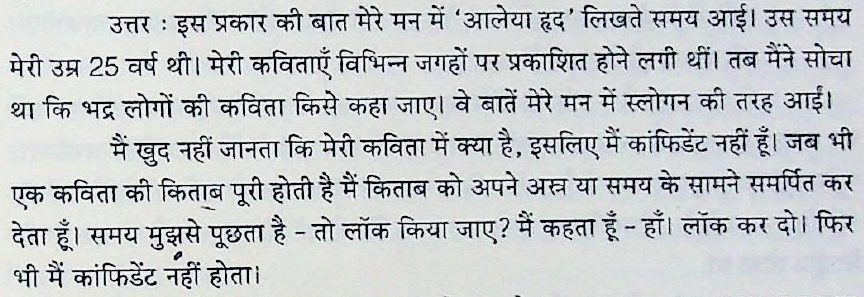 उत्तर : इस प्रकार की बात मेरे मन में ‘आलेया ह्रद’ लिखते समय आई। उस समय
मेरी उम्र 25 वर्ष थी। मेरी कविताएँ विभिन्न जगहों पर प्रकाशित होने लगी थीं। तब मैंने सोचा
था कि भद्र लोगों की कविता किसे कहा जाए। वे बातें मेरे मन में स्लोगन की तरह आईं।
मैं खुद नहीं जानता कि मेरी कविता में क्या है, इसलिए मैं कांफिडेंट नहीं हूँ। जब भी
एक कविता की किताब पूरी होती है मैं किताब को अपने अस्त्र या समय के सामने समर्पित कर
देता हूँ। समय मुझसे पूछता है – तो लॉक किया जाए? मैं कहता हूँ – हाँ। लॉक कर दो। फिर
भी मैं कांफिडेंट नहीं होता।